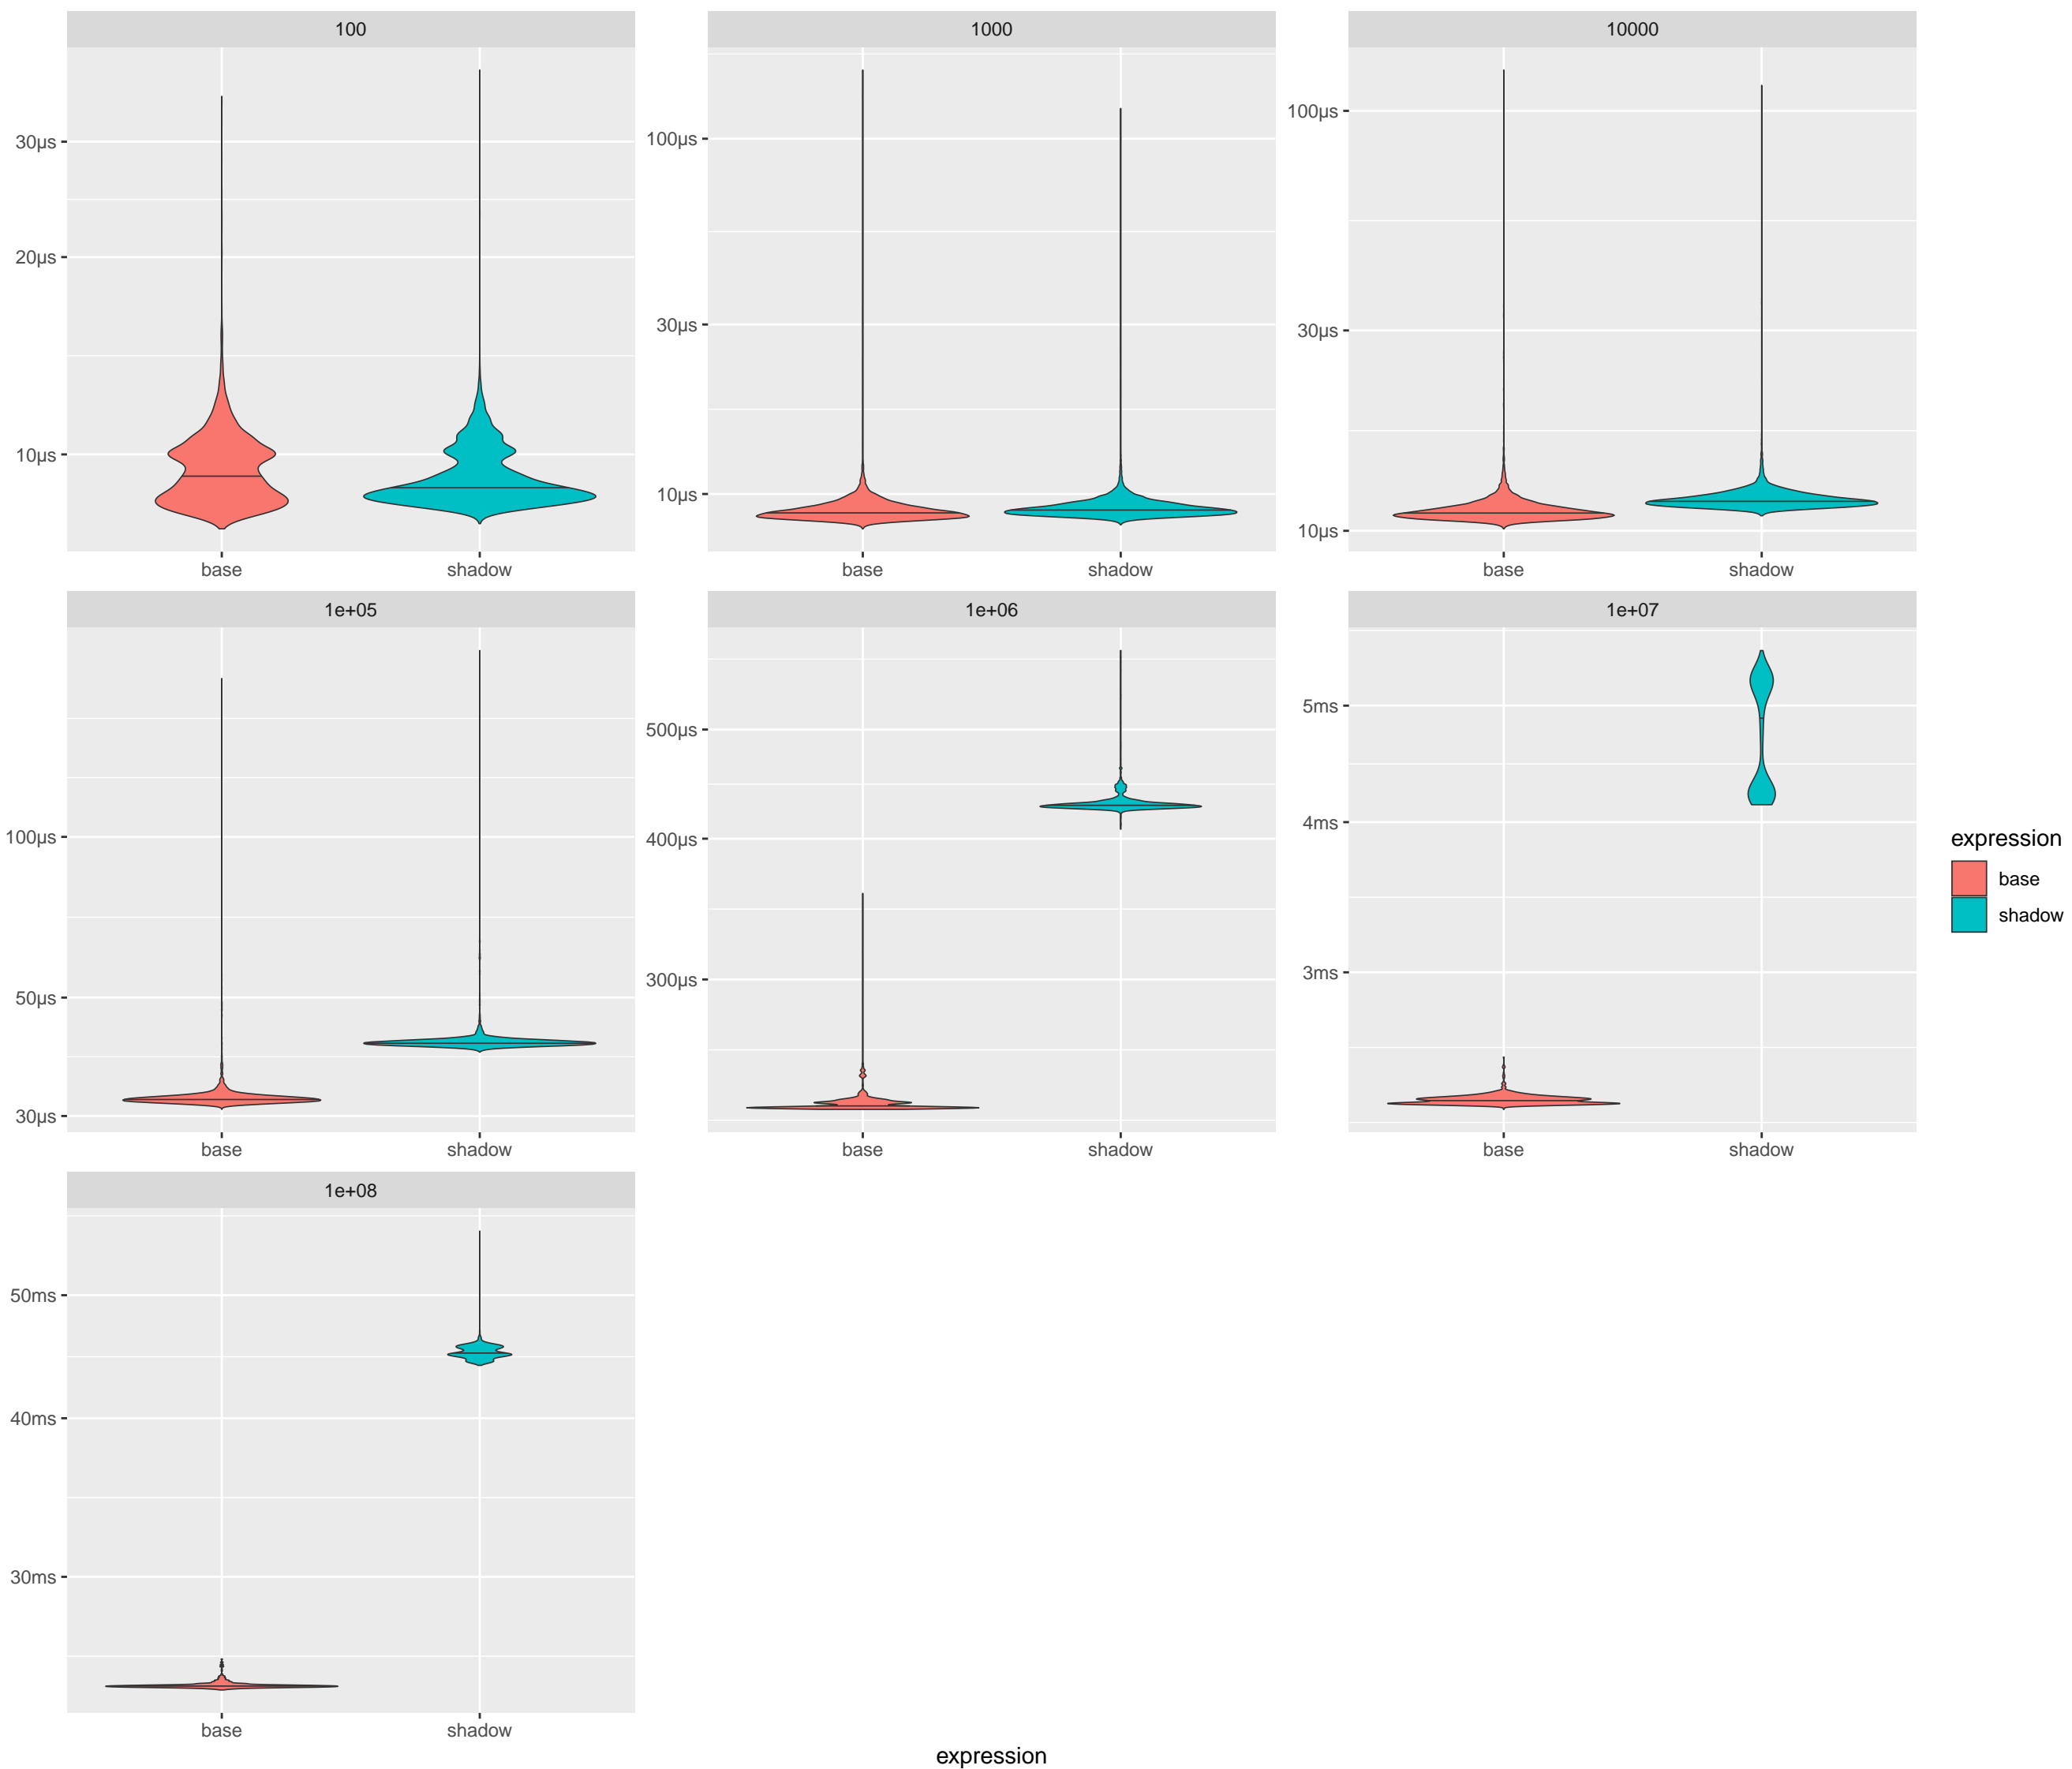 100
1000
10000
30µs
20µs
10µs
100µs
30µs
10µs
100µs
30µs
10µs
base
shadow
base
shadow
base
shadow
1e+05
1e+06
1e+07
100µs
50µs
30µs
500µs
400µs
300µs
5ms
4ms
3ms
base
shadow
base
shadow
base
shadow
expression
base
shadow
1e+08
50ms
40ms
30ms
base
shadow
expression